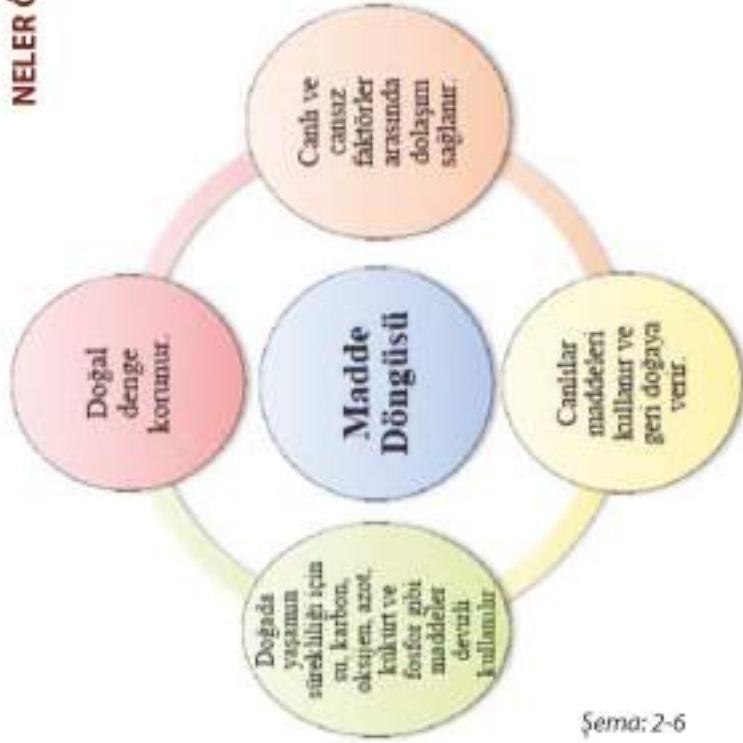 NELER Ö
Doğal
denge
korunur.
Canlı ve
cansız
faktörler
arasında
dolaşım
sağlanır.
Madde
Döngüsü
Canlılar
maddeleri
kullanır ve
geri doğaya
verir.
Doğada
yaşamın
sürekliliği için
su, karbon,
oksijen, azot,
kükürt ve
fosfor gibi
maddeler
devirli
kullanılır
Şema: 2-6